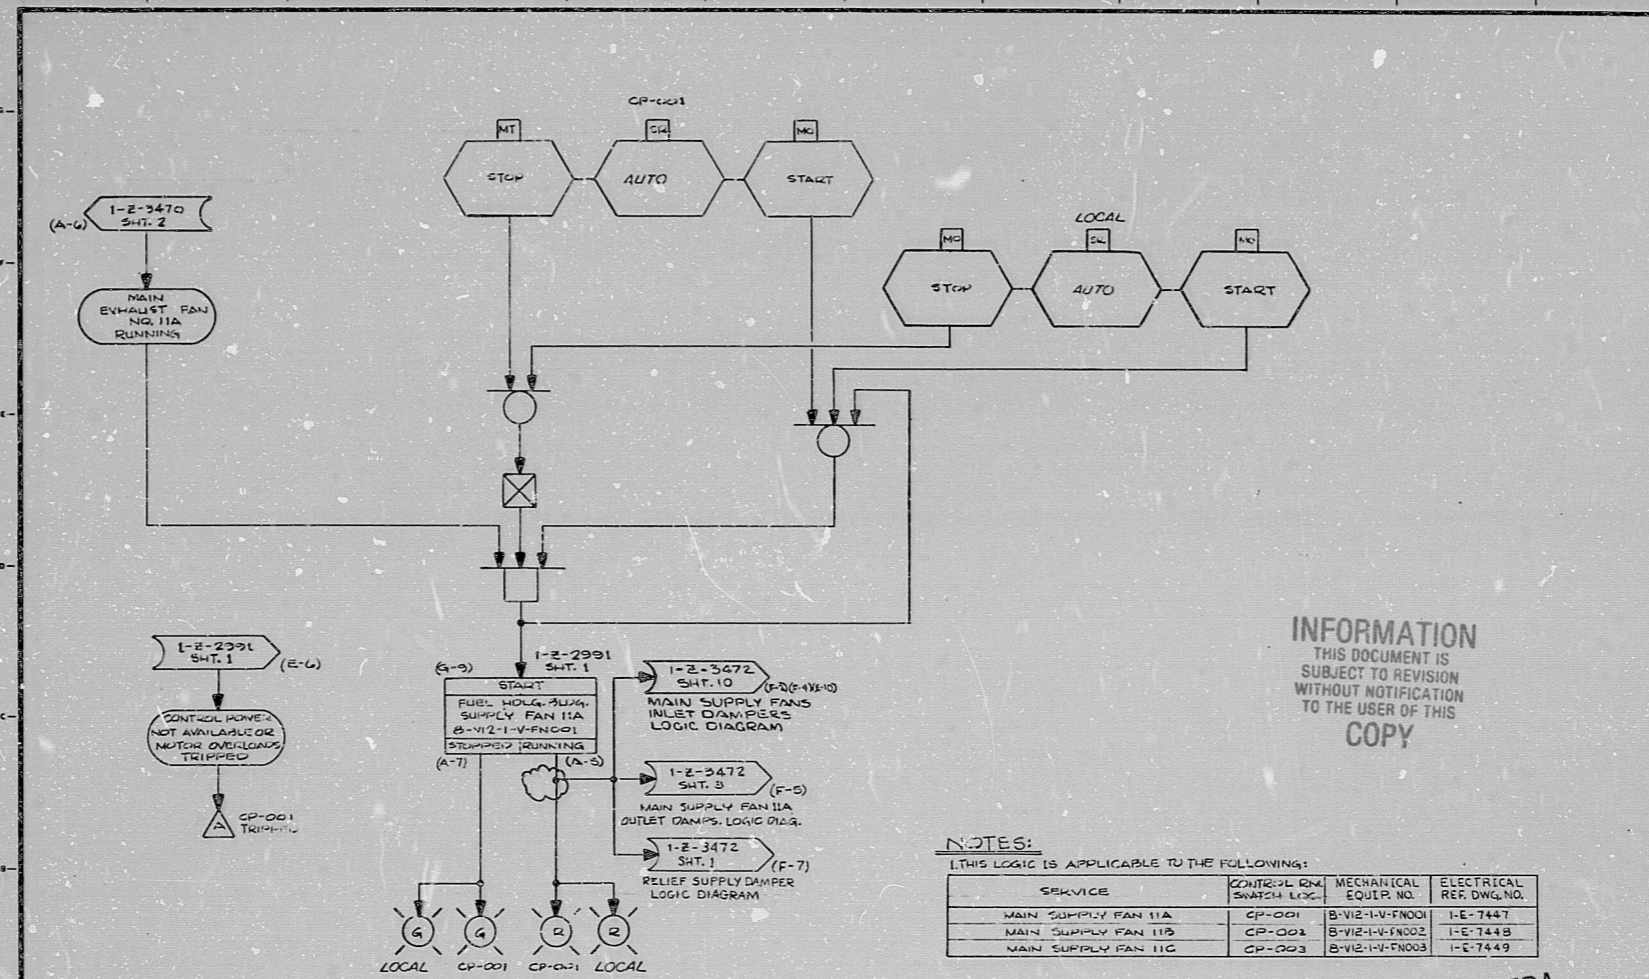 CP-001
MT
SR
MO
STOP
AUTO
START
1-Z-3470
SHT. 2
(A-6)
LOCAL
MO
SR
MO
STOP
AUTO
START
MAIN
EXHAUST FAN
NO. 11A
RUNNING
1-Z-2991
SHT. 1
(E-6)
CONTROL POWER
NOT AVAILABLE OR
MOTOR OVERLOADS
TRIPPED
A
CP-001
TRIPPED
(G-9)
1-Z-2991
SHT. 1
START
FUEL HDLG. BLDG.
SUPPLY FAN 11A
8-V12-1-V-FN001
STOPPED
RUNNING
(A-7)
(A-5)
1-Z-3472
SHT. 10
MAIN SUPPLY FANS
INLET DAMPERS
LOGIC DIAGRAM
1-Z-3472
SHT. 3
(F-5)
MAIN SUPPLY FAN 11A
OUTLET DAMPS. LOGIC DIAG.
1-Z-3472
SHT. 1
(F-7)
RELIEF SUPPLY DAMPER
LOGIC DIAGRAM
G
G
R
R
LOCAL
CP-001
CP-001
LOCAL
INFORMATION
THIS DOCUMENT IS
SUBJECT TO REVISION
WITHOUT NOTIFICATION
TO THE USER OF THIS
COPY
NOTES:
1. THIS LOGIC IS APPLICABLE TO THE FOLLOWING:
SERVICE
CONTROL RM.
SWITCH LOC.
MECHANICAL
EQUIP. NO.
ELECTRICAL
REF. DWG. NO.
MAIN SUPPLY FAN 11A
CP-001
8-V12-1-V-FN001
1-E-7447
MAIN SUPPLY FAN 11B
CP-002
8-V12-1-V-FN002
1-E-7448
MAIN SUPPLY FAN 11C
CP-003
8-V12-1-V-FN003
1-E-7449